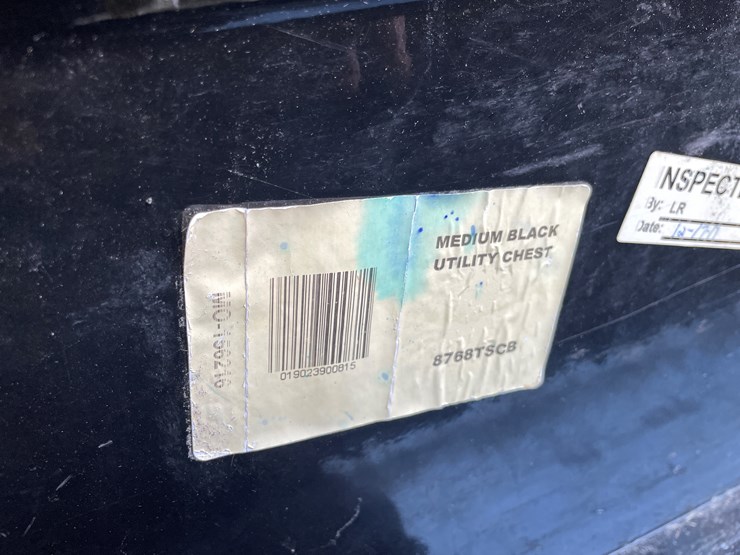 MEDIUM BLACK
UTILITY CHEST
019023900815
8768TSCB
INSPECT
By: LR
Date: